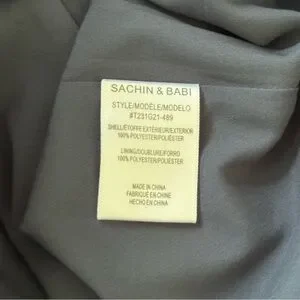 SACHIN & BABI
STYLE/MODÈLE/MODELO
#T231G21-489
SHELL/ÉTOFFE EXTÉRIEUR/EXTERIOR
100% POLYESTER/POLIÉSTER
LINING/DOUBLURE/FORRO
100% POLYESTER/POLIÉSTER
MADE IN CHINA
FABRIQUÉ EN CHINE
HECHO EN CHINA